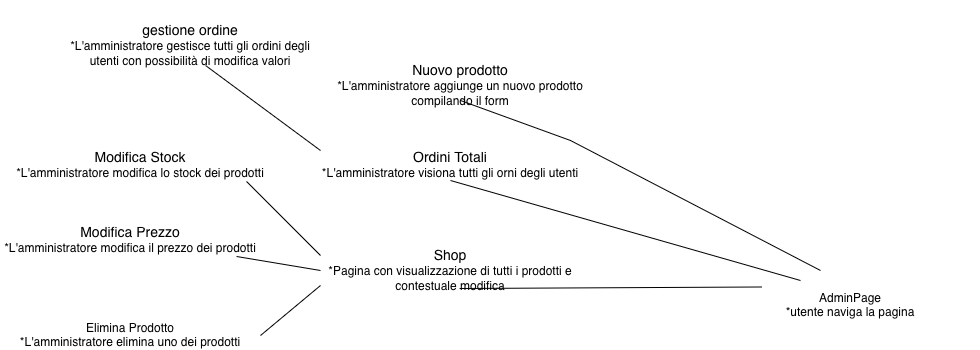 gestione ordine
*L'amministratore gestisce tutti gli ordini degli
utenti con possibilità di modifica valori
Nuovo prodotto
*L'amministratore aggiunge un nuovo prodotto
compilando il form
Modifica Stock
*L'amministratore modifica lo stock dei prodotti
Ordini Totali
*L'amministratore visiona tutti gli orni degli utenti
Modifica Prezzo
*L'amministratore modifica il prezzo dei prodotti
Shop
*Pagina con visualizzazione di tutti i prodotti e
contestuale modifica
AdminPage
*utente naviga la pagina
Elimina Prodotto
*L'amministratore elimina uno dei prodotti